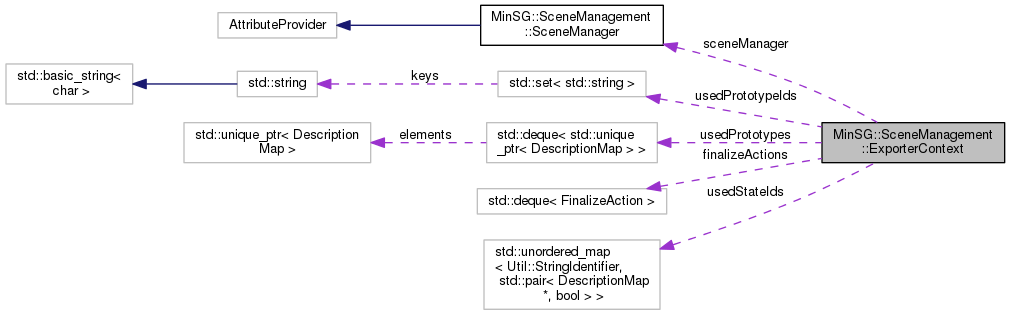 AttributeProvider
MinSG::SceneManagement
::SceneManager
sceneManager
std::basic_string<
char >
std::string
keys
std::set< std::string >
usedPrototypeIds
std::unique_ptr< Description
Map >
elements
std::deque< std::unique
_ptr< DescriptionMap > >
usedPrototypes
MinSG::SceneManagement
::ExporterContext
finalizeActions
std::deque< FinalizeAction >
usedStateIds
std::unordered_map
< Util::StringIdentifier,
std::pair< DescriptionMap
*, bool > >